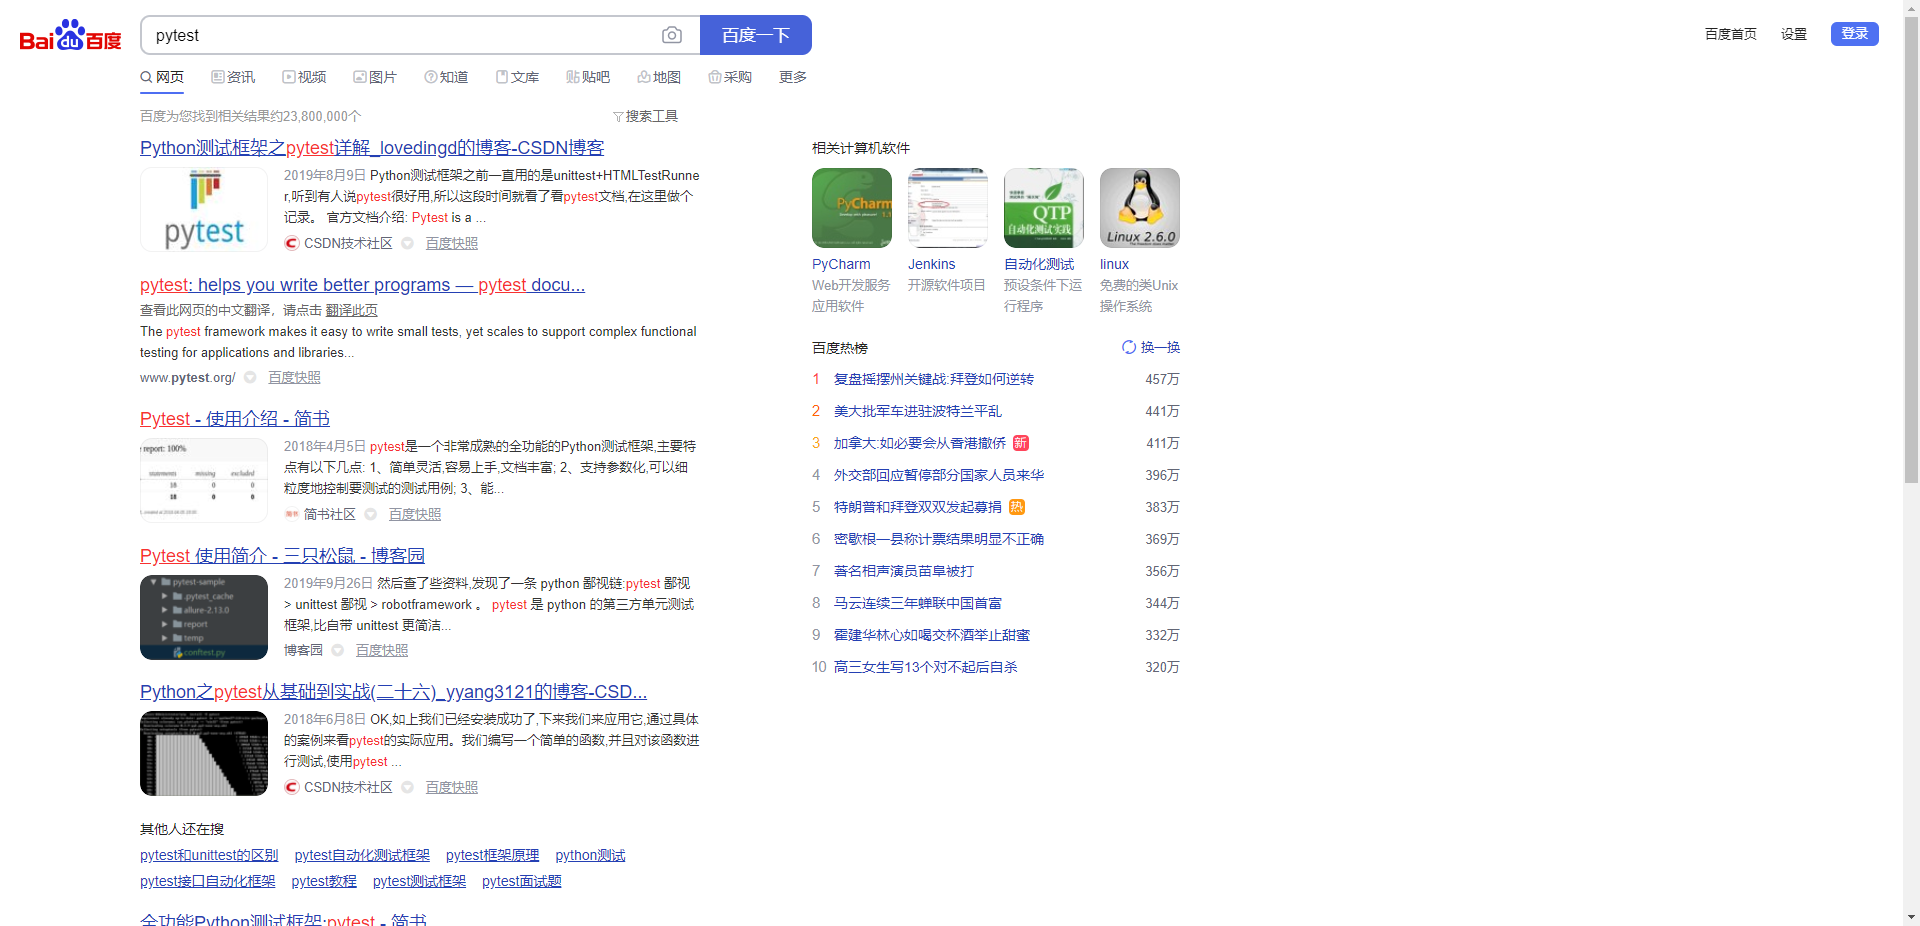 Bai du 百度
pytest
百度一下
百度首页 设置 登录
网页 资讯 视频 图片 知道 文库 贴吧 地图 采购 更多
百度为您找到相关结果约23,800,000个
搜索工具
Python测试框架之pytest详解_lovedingd的博客-CSDN博客
pytest
2019年8月9日 Python测试框架之前一直用的是unittest+HTMLTestRunne
r,听到有人说pytest很好用,所以这段时间就看了看pytest文档,在这里做个
记录。 官方文档介绍: Pytest is a ...
CSDN技术社区 百度快照
pytest: helps you write better programs — pytest docu...
查看此网页的中文翻译，请点击 翻译此页
The pytest framework makes it easy to write small tests, yet scales to support complex functional
testing for applications and libraries...
www.pytest.org/ 百度快照
Pytest - 使用介绍 - 简书
report: 100%
statements missing excluded
18 0 0
18 0 0
2018年4月5日 pytest是一个非常成熟的全功能的Python测试框架,主要特
点有以下几点: 1、简单灵活,容易上手,文档丰富; 2、支持参数化,可以细
粒度地控制要测试的测试用例; 3、能...
简书社区 百度快照
Pytest 使用简介 - 三只松鼠 - 博客园
pytest-sample
.pytest_cache
allure-2.13.0
report
temp
conftest.py
2019年9月26日 然后查了些资料,发现了一条 python 鄙视链:pytest 鄙视
> unittest 鄙视 > robotframework 。 pytest 是 python 的第三方单元测试
框架,比自带 unittest 更简洁...
博客园 百度快照
Python之pytest从基础到实战(二十六)_yyang3121的博客-CSD...
2018年6月8日 OK,如上我们已经安装成功了,下来我们来应用它,通过具体
的案例来看pytest的实际应用。我们编写一个简单的函数,并且对该函数进
行测试,使用pytest ...
CSDN技术社区 百度快照
其他人还在搜
pytest和unittest的区别 pytest自动化测试框架 pytest框架原理 python测试
pytest接口自动化框架 pytest教程 pytest测试框架 pytest面试题
全功能Python测试框架:pytest - 简书
相关计算机软件
PyCharm
QTP
自动化测试实践
Linux 2.6.0
PyCharm Jenkins 自动化测试 linux
Web开发服务 开源软件项目 预设条件下运 免费的类Unix
应用软件 行程序 操作系统
百度热榜 换一换
1 复盘摇摆州关键战:拜登如何逆转 457万
2 美大批军车进驻波特兰平乱 441万
3 加拿大:如必要会从香港撤侨 新 411万
4 外交部回应暂停部分国家人员来华 396万
5 特朗普和拜登双双发起募捐 热 383万
6 密歇根一县称计票结果明显不正确 369万
7 著名相声演员苗阜被打 356万
8 马云连续三年蝉联中国首富 344万
9 霍建华林心如喝交杯酒举止甜蜜 332万
10 高三女生写13个对不起后自杀 320万